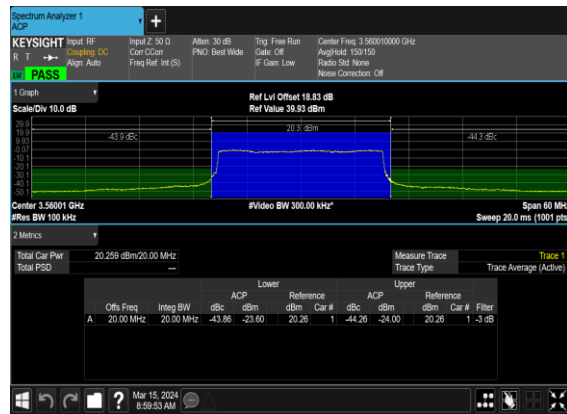 Spectrum Analyzer 1
ACP
+
KEYSIGHT Input: RF Input Z: 50 Ω Atten: 30 dB Trig: Free Run Center Freq: 3.560010000 GHz
R T Coupling: DC Corr CCorr PNO: Best Wide Gate: Off Avg|Hold: 150/150
Align: Auto Freq Ref: Int (S) IF Gain: Low Radio Std: None
LXI PASS Noise Correction: Off
1 Graph
Scale/Div 10.0 dB
Ref Lvl Offset 18.83 dB
Ref Value 39.93 dBm
29.9
19.9
9.93
-0.07
-10.1
-20.1
-30.1
-40.1
-50.1
-43.9 dBc
20.3 dBm
-44.3 dBc
Center 3.56001 GHz #Video BW 300.00 kHz* Span 60 MHz
#Res BW 100 kHz Sweep 20.0 ms (1001 pts)
2 Metrics
Total Car Pwr 20.259 dBm/20.00 MHz Measure Trace Trace 1
Total PSD --- Trace Type Trace Average (Active)
Lower Upper
ACP Reference ACP Reference
Offs Freq Integ BW dBc dBm dBm Car # dBc dBm dBm Car # Filter
A 20.00 MHz 20.00 MHz -43.86 -23.60 20.26 1 -44.26 -24.00 20.26 1 -3 dB
?
Mar 15, 2024
8:59:53 AM